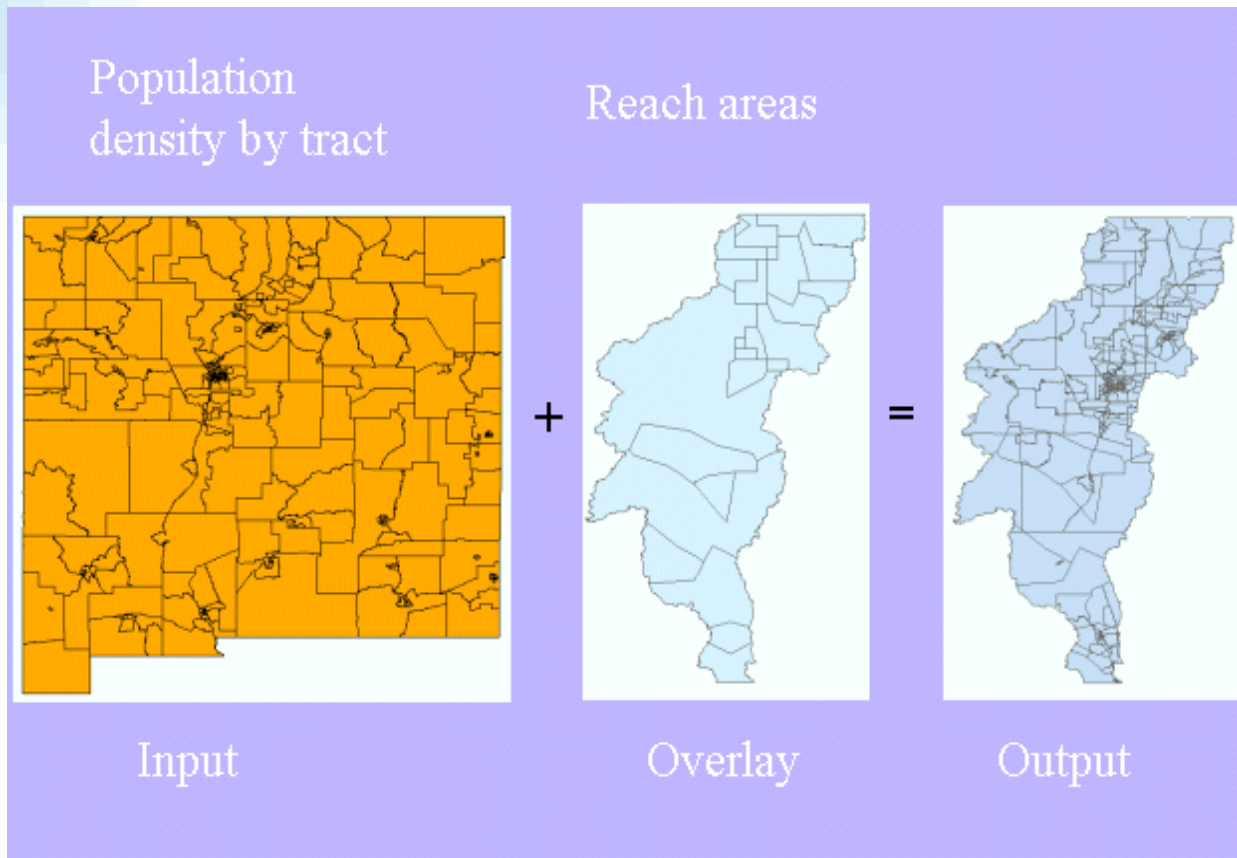 Population
density by tract
Reach areas
+
=
Input
Overlay
Output